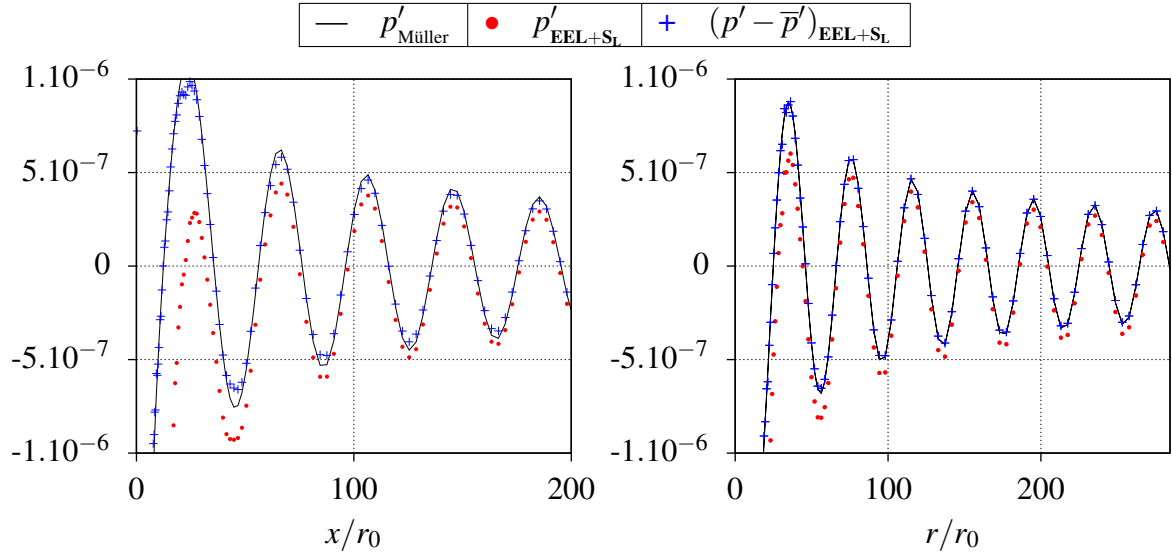 p′Müller p′EEL+SL (p′ − p̅′)EEL+SL
1.10⁻⁶ 1.10⁻⁶
5.10⁻⁷ 5.10⁻⁷
0 0
-5.10⁻⁷ -5.10⁻⁷
-1.10⁻⁶ -1.10⁻⁶
0 100 200 0 100 200
x/r₀ r/r₀